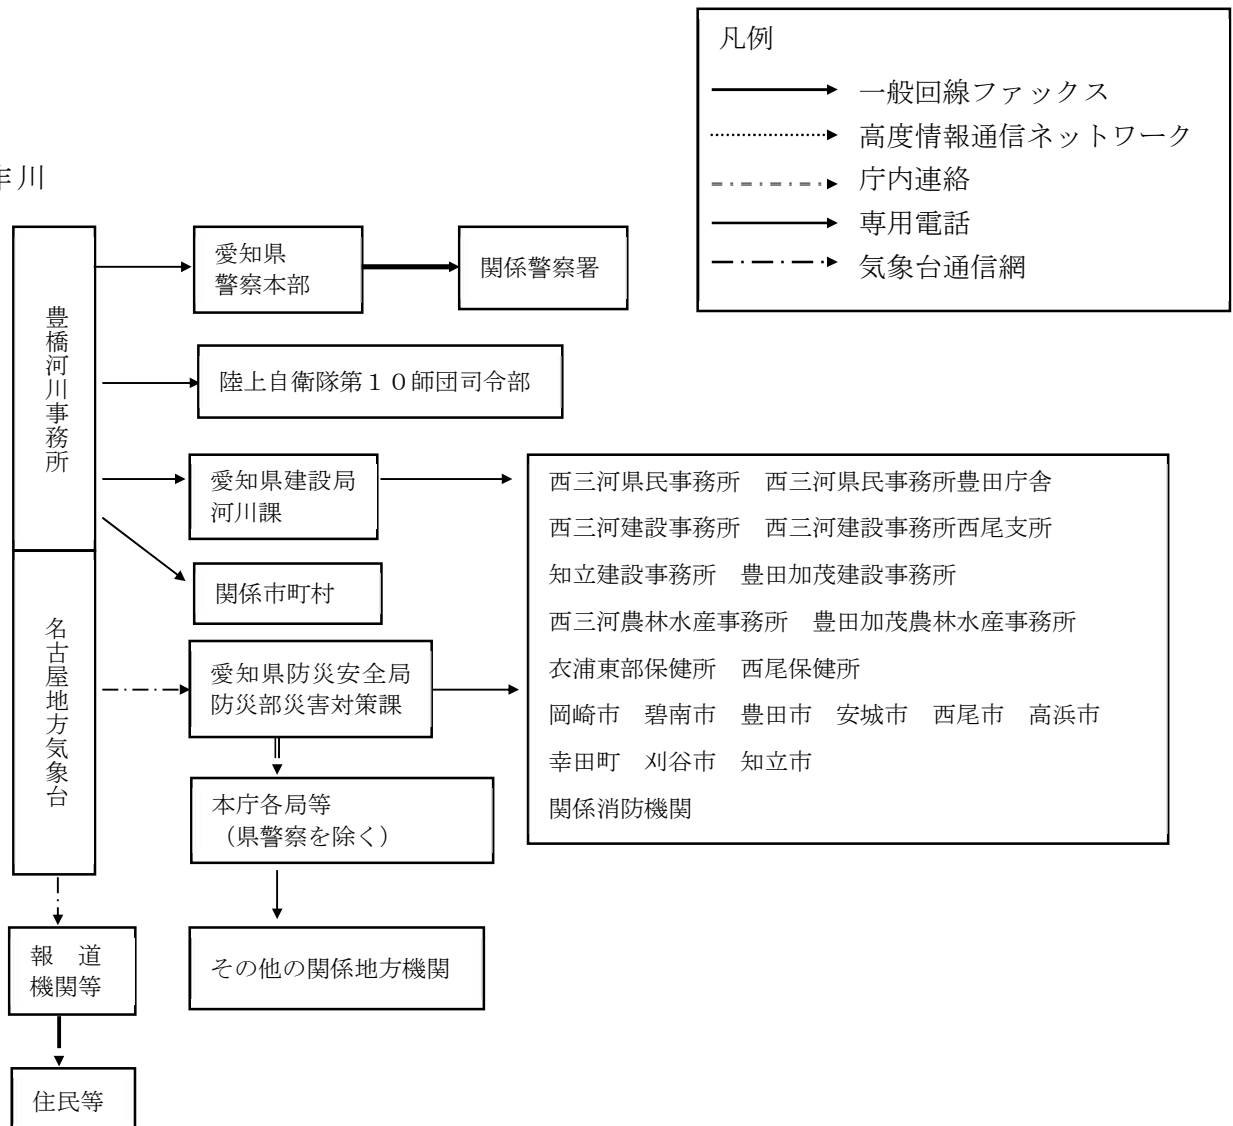 凡例
一般回線ファックス
高度情報通信ネットワーク
庁内連絡
専用電話
気象台通信網
作川
豊橋河川事務所
名古屋地方気象台
愛知県
警察本部
関係警察署
陸上自衛隊第１０師団司令部
愛知県建設局
河川課
関係市町村
愛知県防災安全局
防災部災害対策課
本庁各局等
（県警察を除く）
その他の関係地方機関
西三河県民事務所　西三河県民事務所豊田庁舎
西三河建設事務所　西三河建設事務所西尾支所
知立建設事務所　豊田加茂建設事務所
西三河農林水産事務所　豊田加茂農林水産事務所
衣浦東部保健所　西尾保健所
岡崎市　碧南市　豊田市　安城市　西尾市　高浜市
幸田町　刈谷市　知立市
関係消防機関
報　道
機関等
住民等